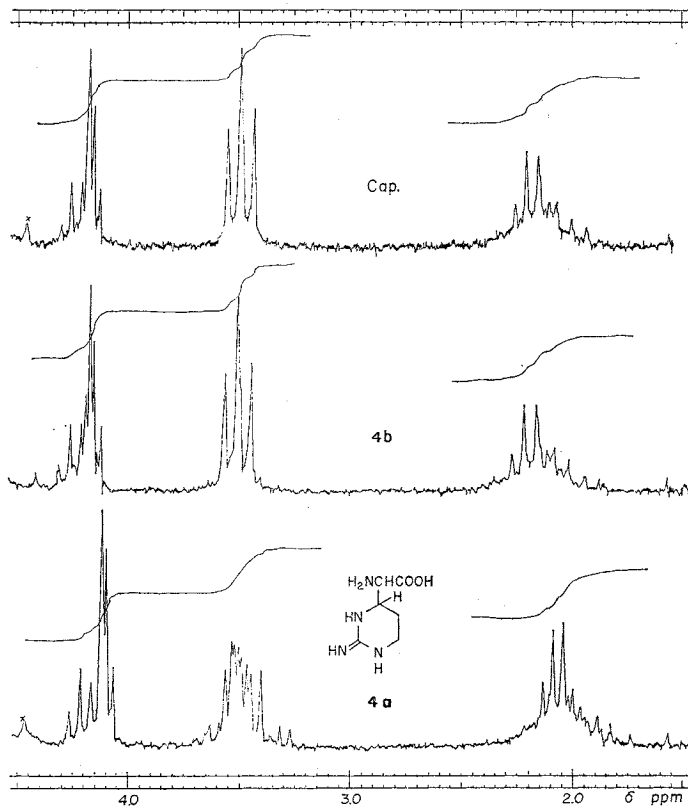 x
Cap.
4b
H₂NCHCOOH
H
HN
HN
N
H
4a
x
4.0 3.0 2.0 δ ppm